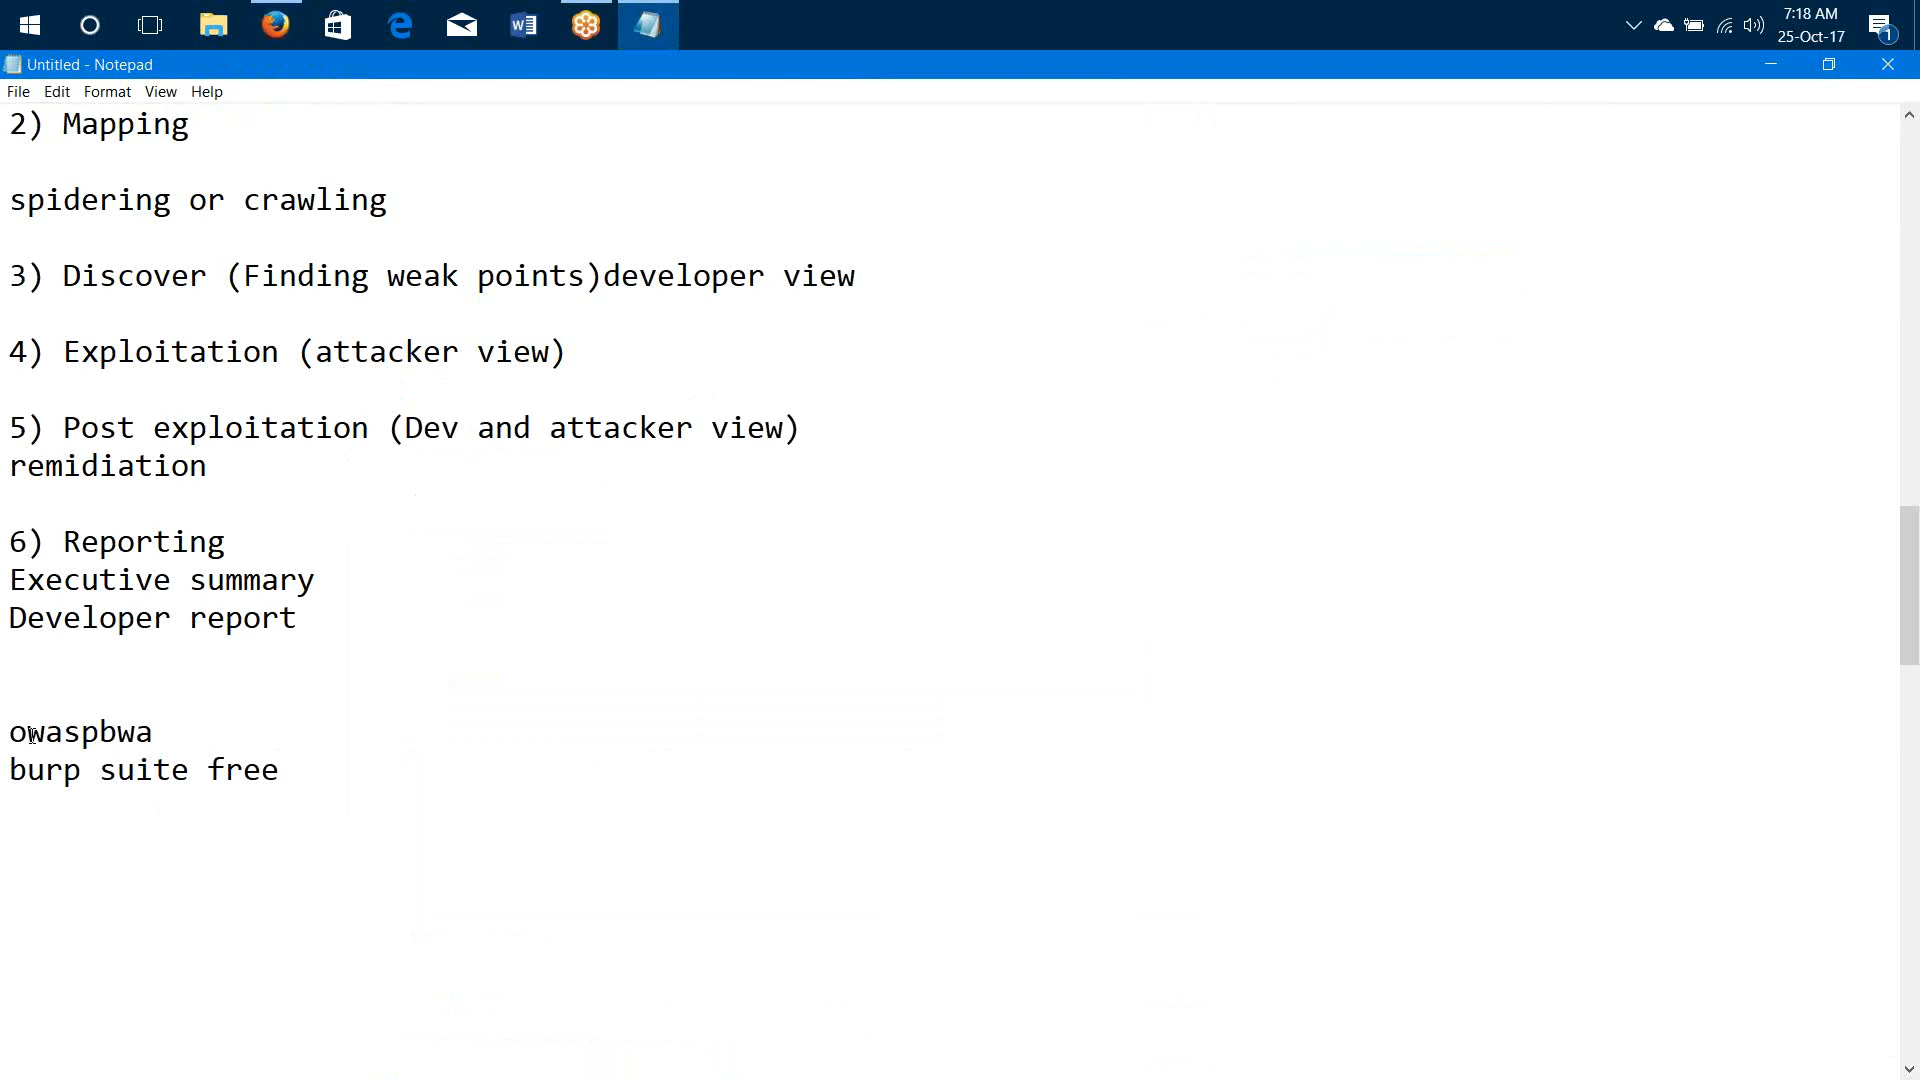 7:18 AM
25-Oct-17
1
Untitled - Notepad
File Edit Format View Help
2) Mapping
spidering or crawling
3) Discover (Finding weak points)developer view
4) Exploitation (attacker view)
5) Post exploitation (Dev and attacker view)
remidiation
6) Reporting
Executive summary
Developer report
owaspbwa
burp suite free